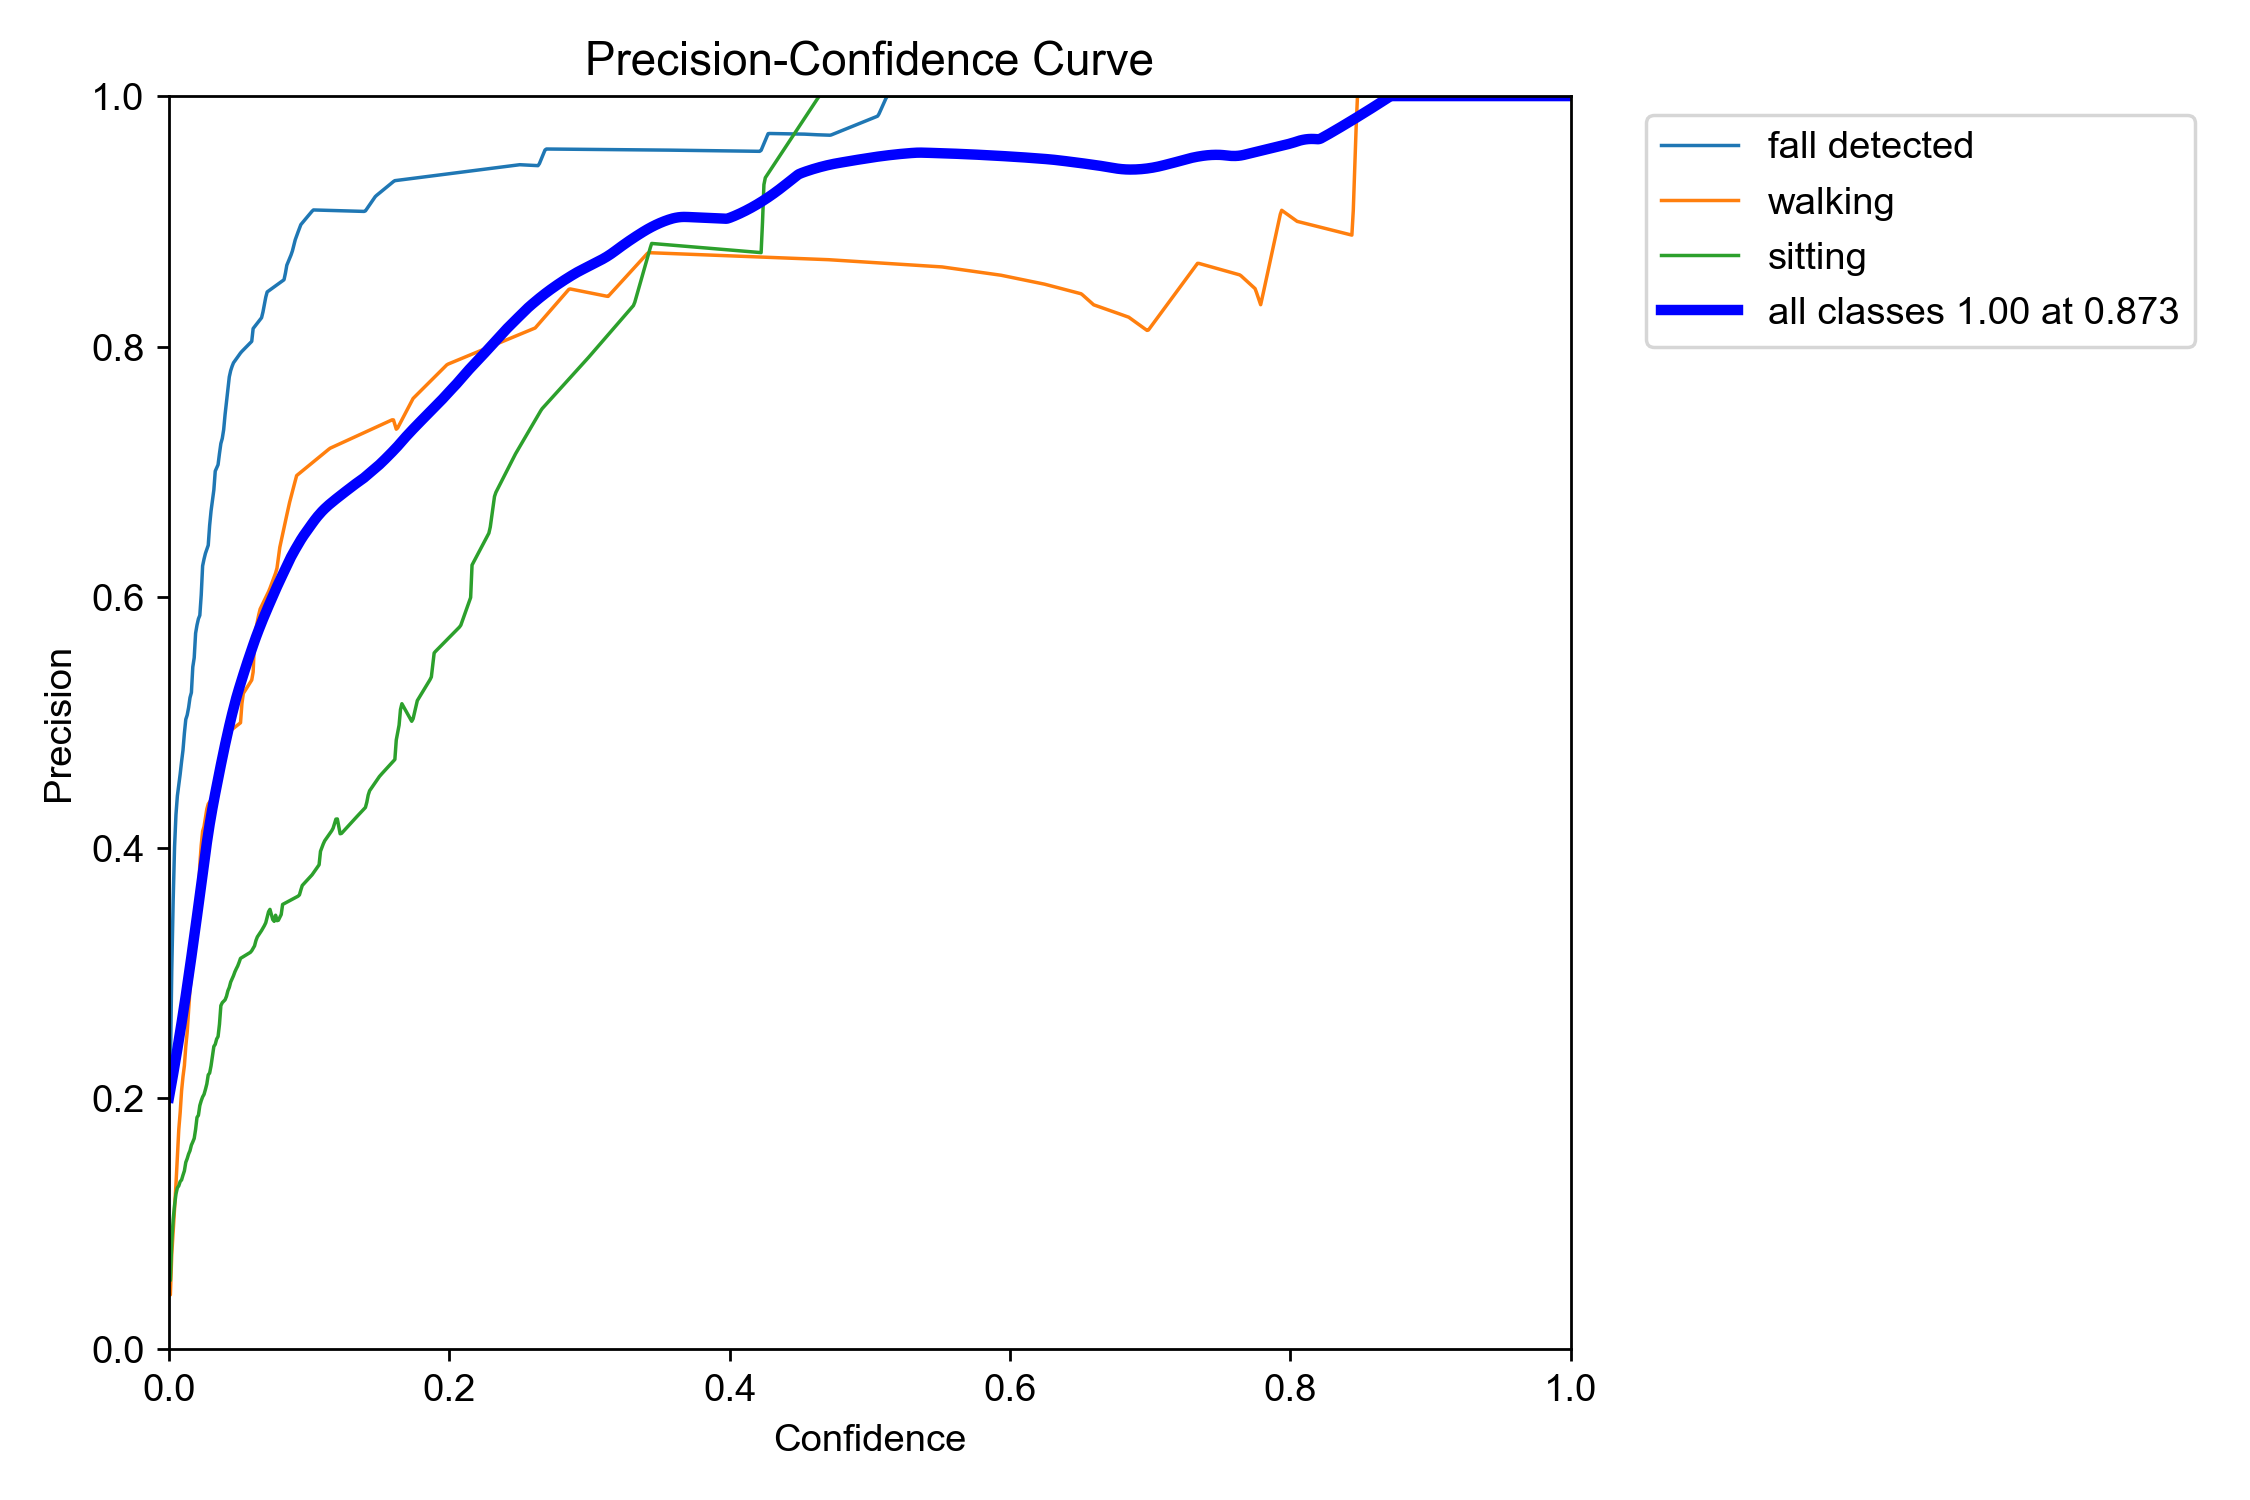 Precision-Confidence Curve
1.0
0.8
0.6
0.4
0.2
0.0
Precision
0.0 0.2 0.4 0.6 0.8 1.0
Confidence
fall detected
walking
sitting
all classes 1.00 at 0.873